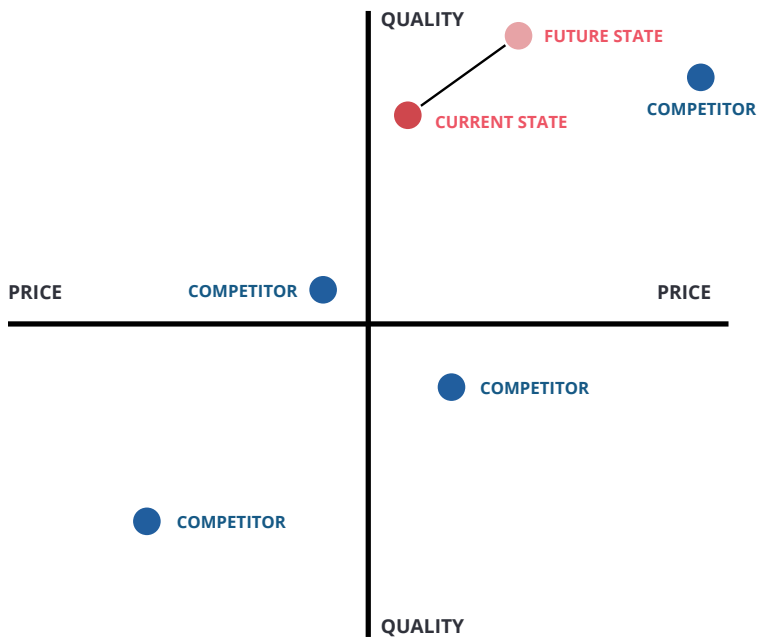 QUALITY
FUTURE STATE
COMPETITOR
CURRENT STATE
COMPETITOR
PRICE
PRICE
COMPETITOR
COMPETITOR
QUALITY